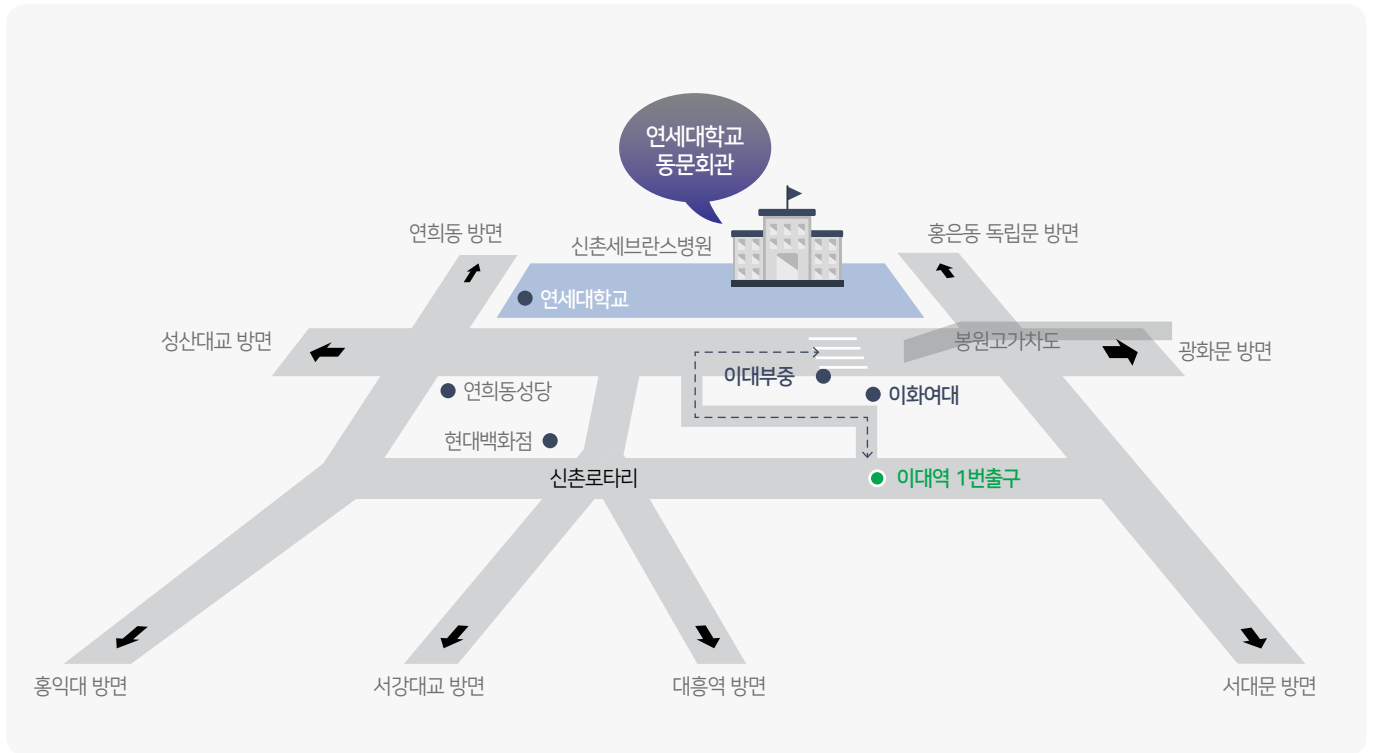 연세대학교
동문회관
연희동 방면
신촌세브란스병원
홍은동 독립문 방면
연세대학교
성산대교 방면
봉원고가차도
광화문 방면
이대부중
연희동성당
이화여대
현대백화점
신촌로타리
이대역 1번출구
홍익대 방면
서강대교 방면
대흥역 방면
서대문 방면